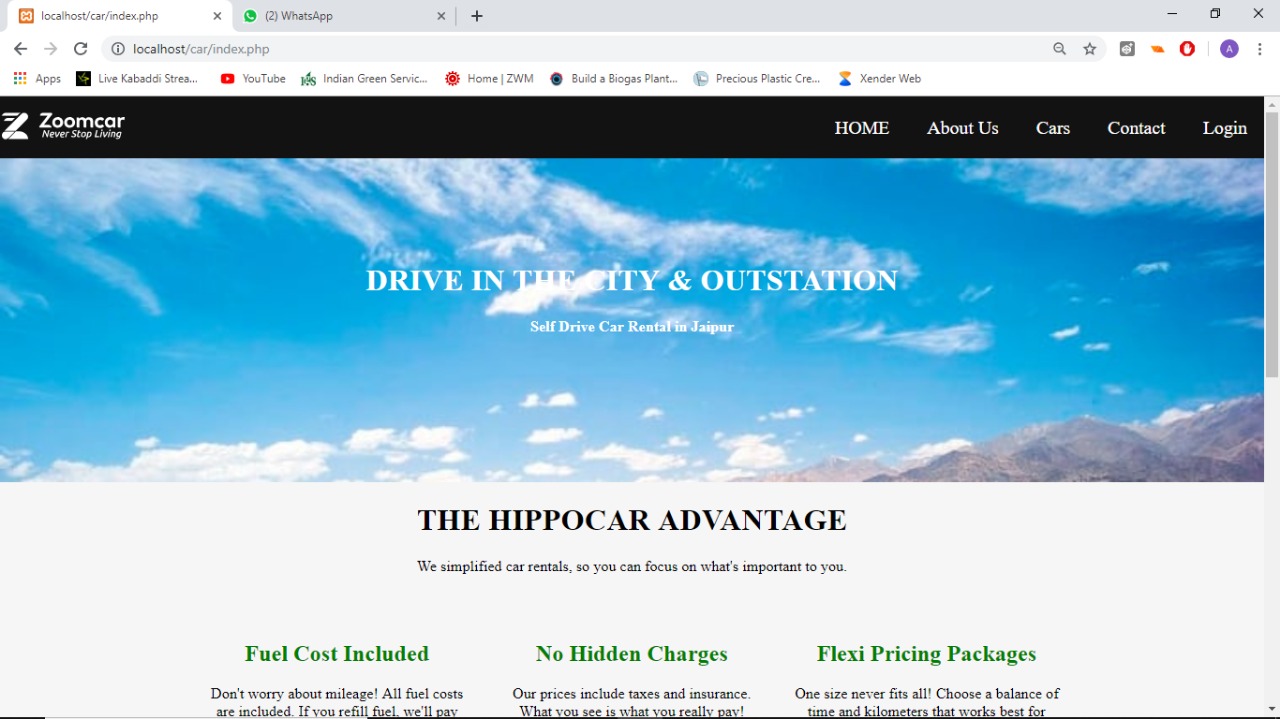 localhost/car/index.php
(2) WhatsApp
localhost/car/index.php
A
Apps
Live Kabaddi Strea...
YouTube
Indian Green Servic...
Home | ZWM
Build a Biogas Plant...
Precious Plastic Cre...
Xender Web
Zoomcar
Never Stop Living
HOME
About Us
Cars
Contact
Login
DRIVE IN THE CITY & OUTSTATION
Self Drive Car Rental in Jaipur
THE HIPPOCAR ADVANTAGE
We simplified car rentals, so you can focus on what's important to you.
Fuel Cost Included
Don't worry about mileage! All fuel costs
are included. If you refill fuel, we'll pay
No Hidden Charges
Our prices include taxes and insurance.
What you see is what you really pay!
Flexi Pricing Packages
One size never fits all! Choose a balance of
time and kilometers that works best for